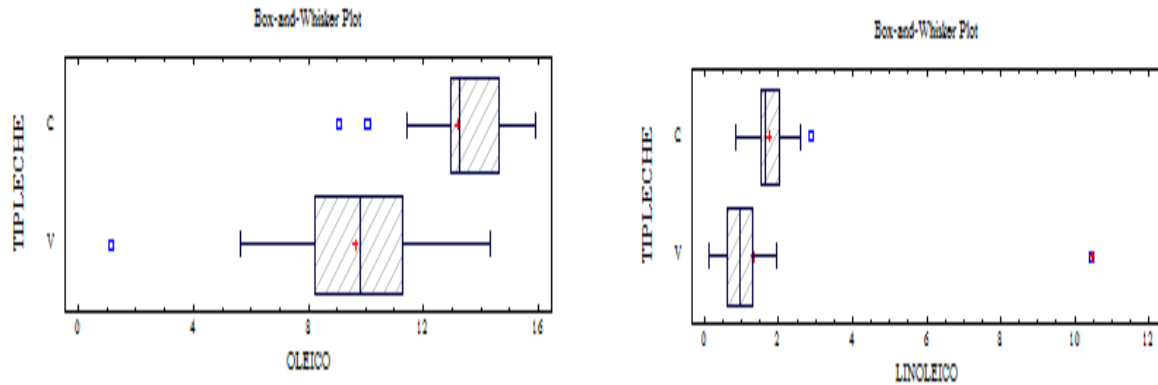 Box-and-Whisker Plot
TIPLECHE
C
V
0 4 8 12 16
OLEICO
Box-and-Whisker Plot
TIPLECHE
C
V
0 2 4 6 8 10 12
LINOLEICO